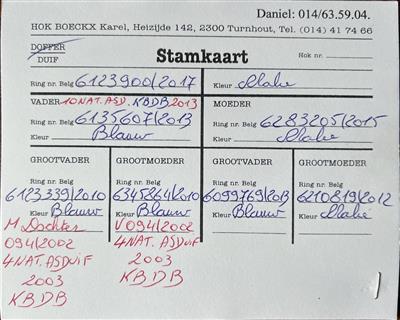 Daniel: 014/63.59.04.
HOK BOECKX Karel, Heizijde 142, 2300 Turnhout, Tel. (014) 41 74 66
DOFFER
DUIF
Stamkaart
Hok nr.
Ring nr. Belg 6123900/2017
Kleur
VADER 10 NAT. ASD. KBDB 2013
MOEDER
Ring nr. Belg 6135607/2013
Ring nr. Belg 6283205/2015
Kleur Blauw
Kleur
GROOTVADER
GROOTMOEDER
GROOTVADER
GROOTMOEDER
Ring nr. Belg
Ring nr. Belg
Ring nr. Belg
Ring nr. Belg
6123339/2010
6345864/2010
6099769/2013
6210819/2012
Kleur Blauw
Kleur Blauw
Kleur Blauw
Kleur
M Dochter
V 094/2002
094/2002
4 NAT. ASDUIF
4 NAT. ASDUIF
2003
2003
KBDB
KBDB